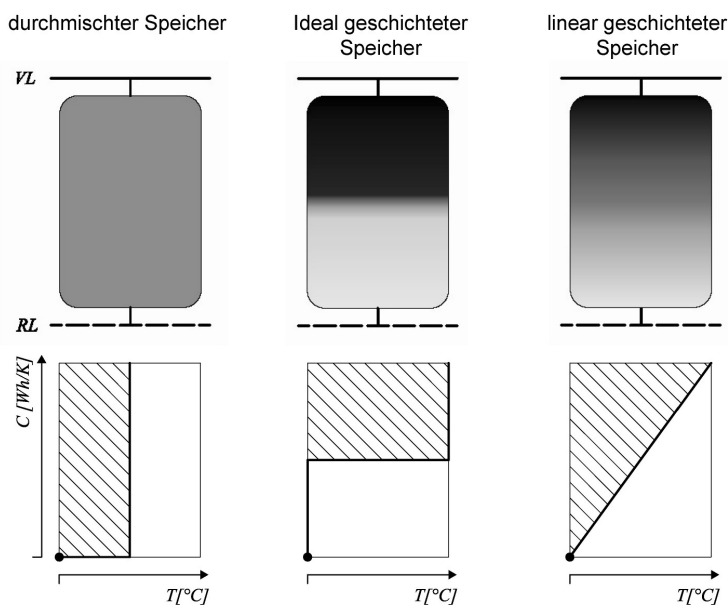 durchmischter Speicher
Ideal geschichteter
Speicher
linear geschichteter
Speicher
VL
RL
C [Wh/K]
T[°C]
T[°C]
T[°C]